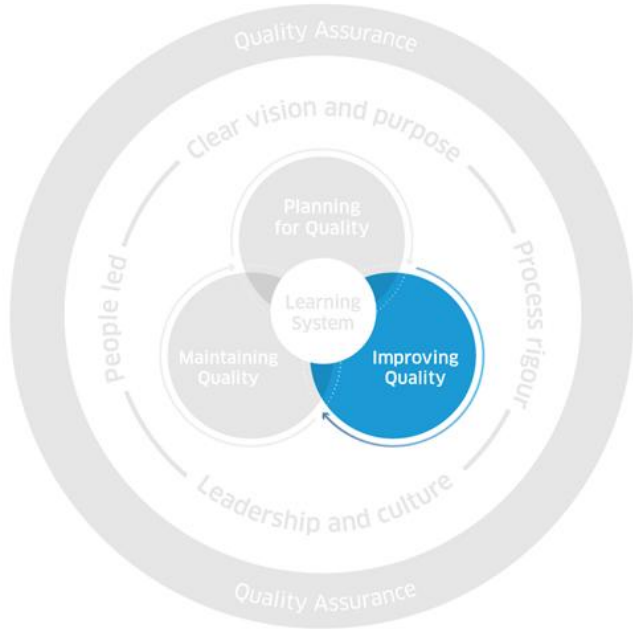 Quality Assurance
Clear vision and purpose
Planning
for Quality
People led
Process rigour
Learning
System
Maintaining
Quality
Improving
Quality
Leadership and culture
Quality Assurance